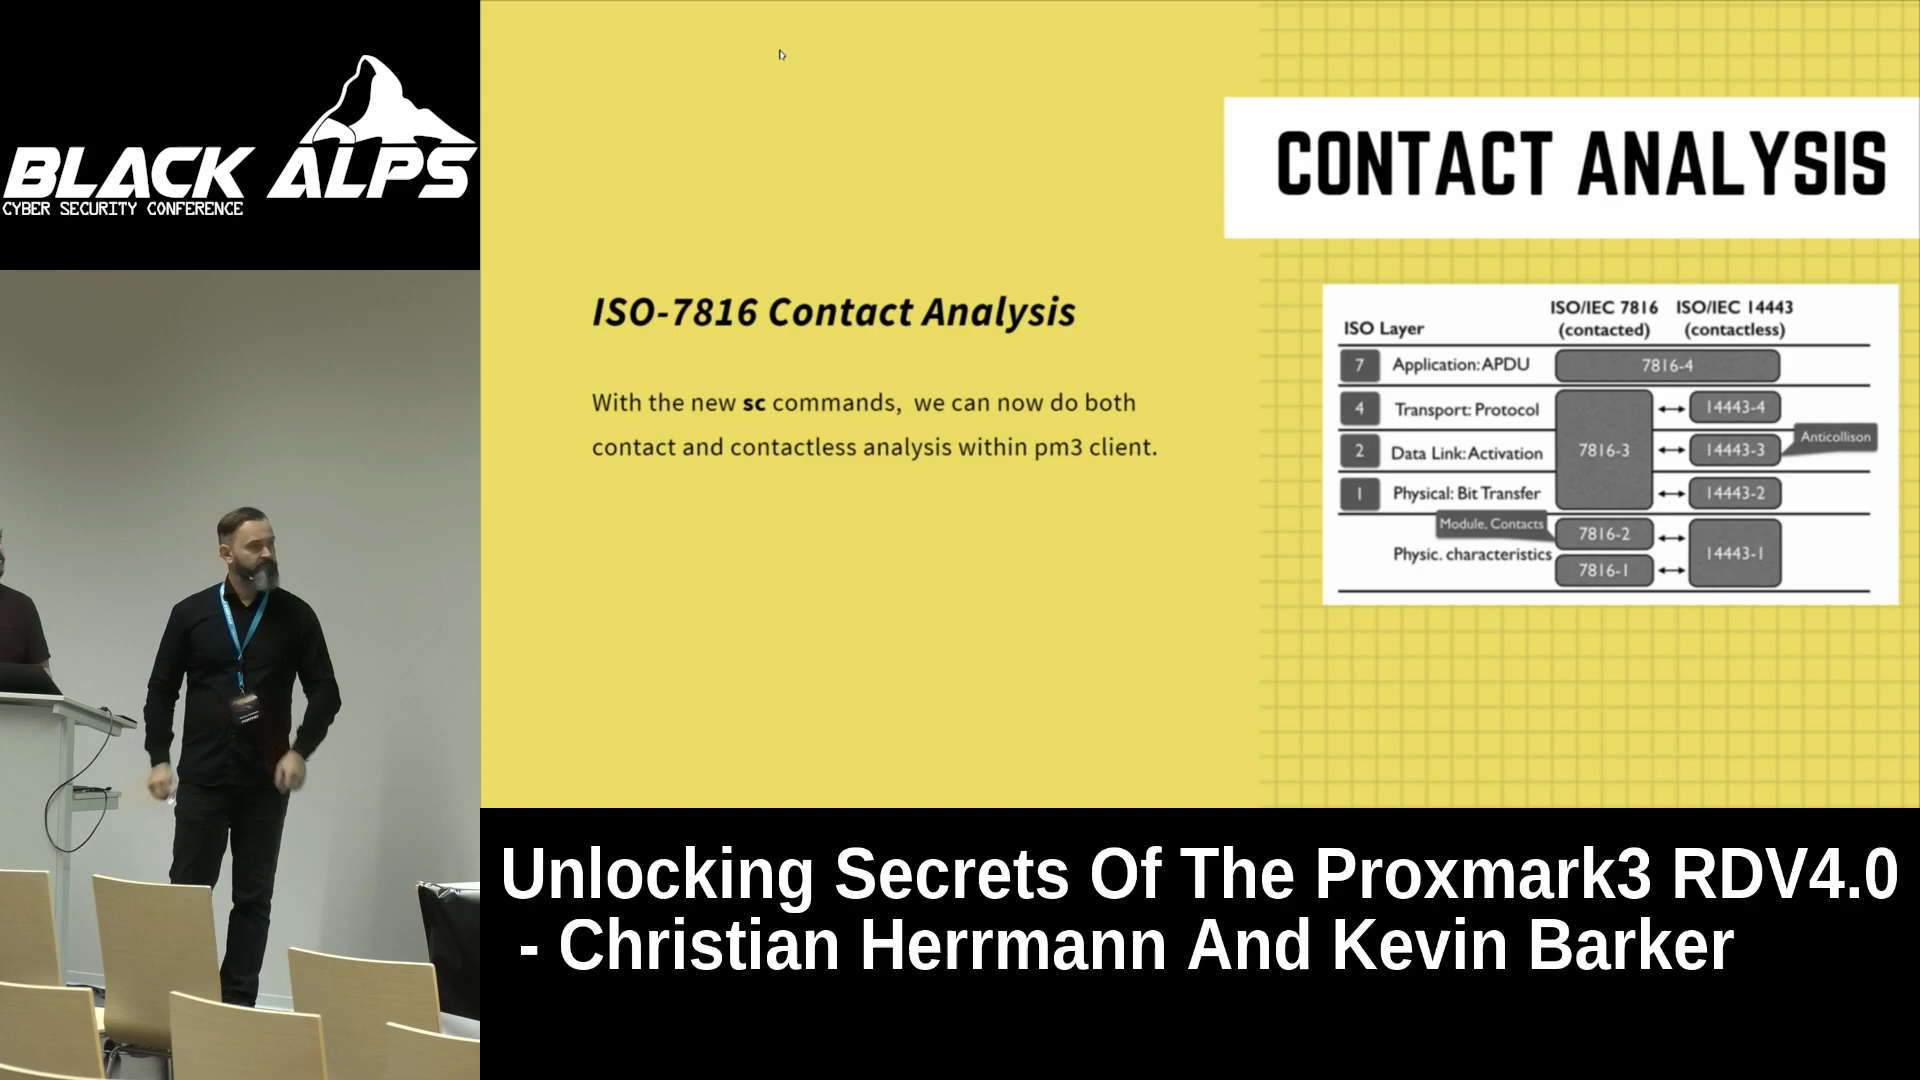 BLACK ALPS
CYBER SECURITY CONFERENCE
CONTACT ANALYSIS
ISO-7816 Contact Analysis
With the new sc commands, we can now do both
contact and contactless analysis within pm3 client.
ISO/IEC 7816 ISO/IEC 14443
ISO Layer (contacted) (contactless)
7 Application: APDU 7816-4
4 Transport: Protocol 14443-4
Anticollison
2 Data Link: Activation 7816-3 14443-3
1 Physical: Bit Transfer 14443-2
Module, Contacts
7816-2
Physic. characteristics 14443-1
7816-1
Unlocking Secrets Of The Proxmark3 RDV4.0
- Christian Herrmann And Kevin Barker